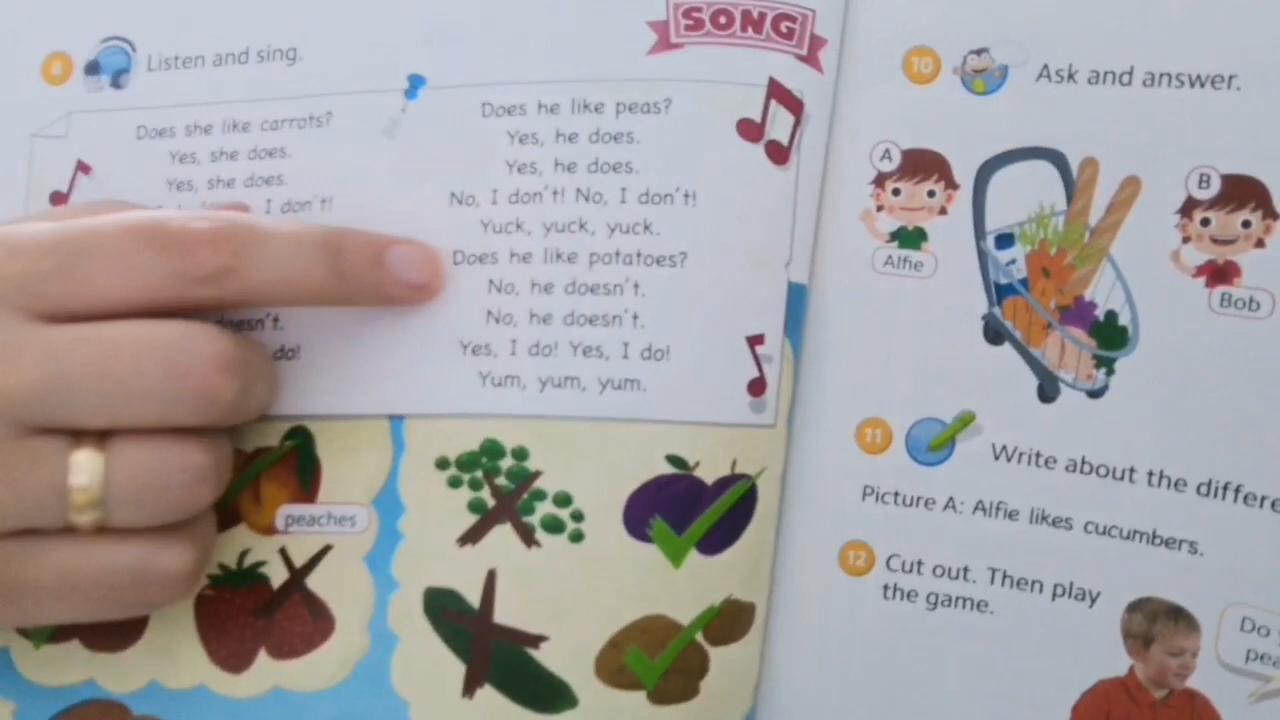 SONG
8 Listen and sing.
Does she like carrots?
Yes, she does.
Yes, she does.
I don't!
doesn't.
do!
Does he like peas?
Yes, he does.
Yes, he does.
No, I don't! No, I don't!
Yuck, yuck, yuck.
Does he like potatoes?
No, he doesn't.
No, he doesn't.
Yes, I do! Yes, I do!
Yum, yum, yum.
peaches
10 Ask and answer.
A
Alfie
B
Bob
11 Write about the differe
Picture A: Alfie likes cucumbers.
12 Cut out. Then play
the game.
Do
pea